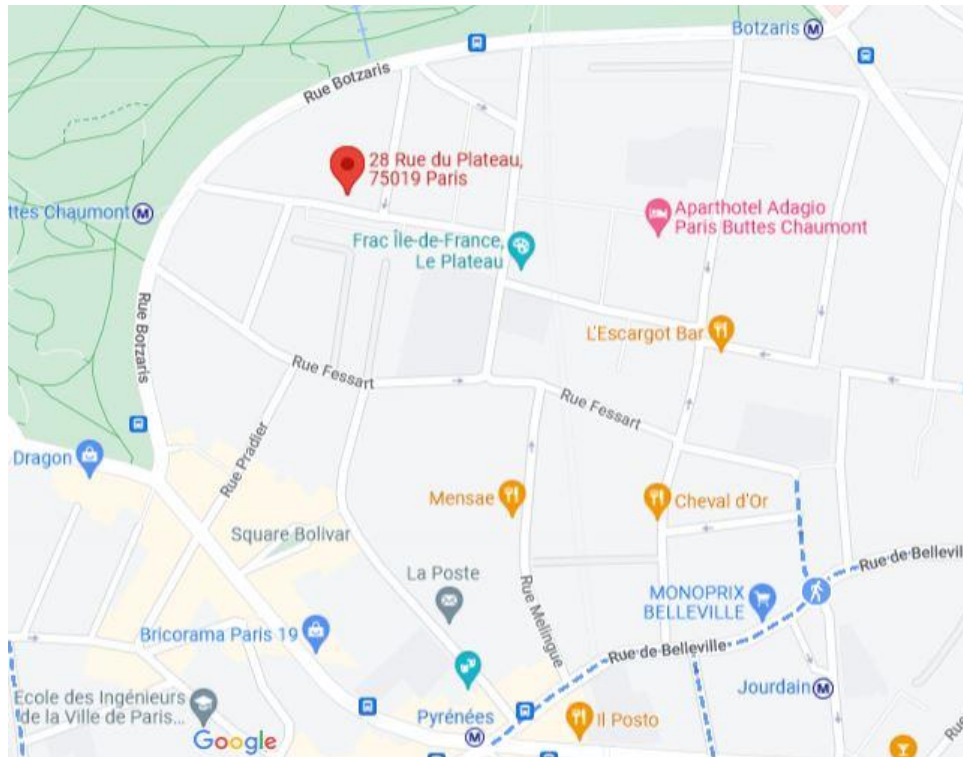 Botzaris
Rue Botzaris
28 Rue du Plateau,
75019 Paris
ttes Chaumont
Aparthotel Adagio
Paris Buttes Chaumont
Frac Île-de-France,
Le Plateau
Rue Botzaris
L'Escargot Bar
Rue Fessart
Rue Fessart
Rue Pradier
Dragon
Mensae
Cheval d'Or
Square Bolivar
La Poste
Rue de Bellevil
MONOPRIX
BELLEVILLE
Rue Melingue
Bricorama Paris 19
Rue de Belleville
Jourdain
Ecole des Ingénieurs
de la Ville de Paris...
Pyrénées
Il Posto
Rue
Google